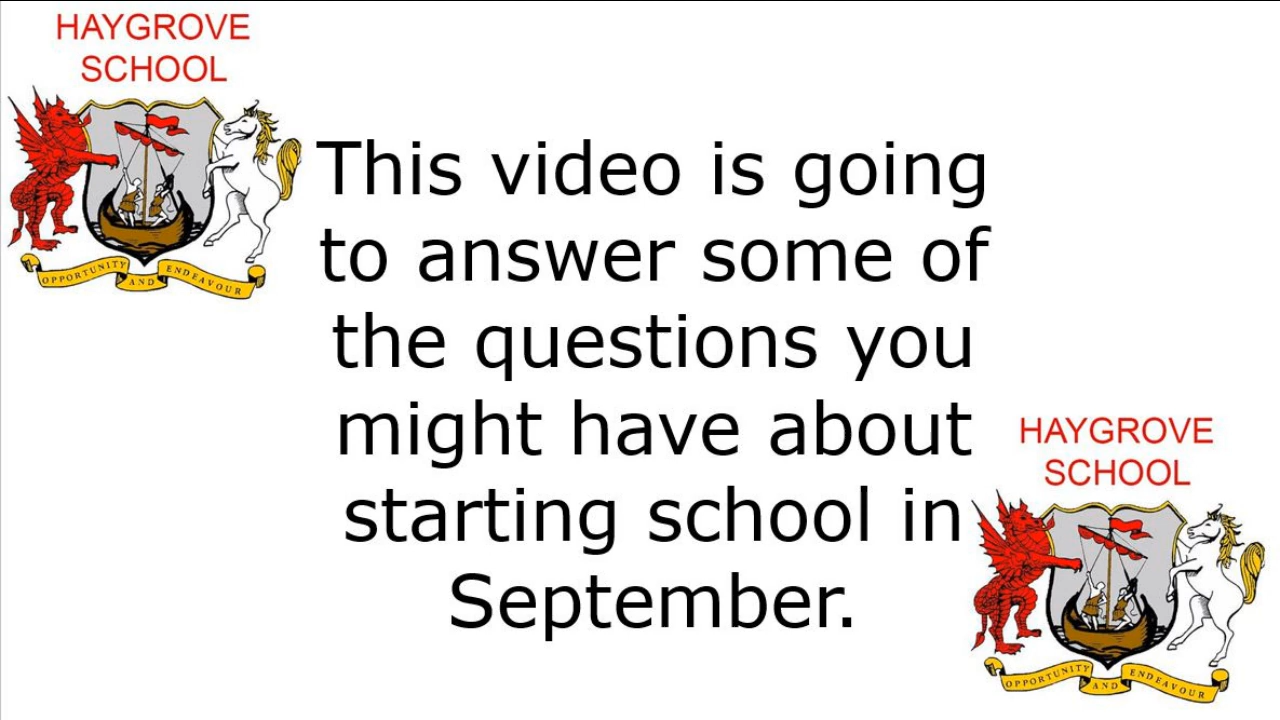 HAYGROVE
SCHOOL
OPPORTUNITY AND ENDEAVOUR
This video is going
to answer some of
the questions you
might have about
starting school in
September.
HAYGROVE
SCHOOL
OPPORTUNITY AND ENDEAVOUR